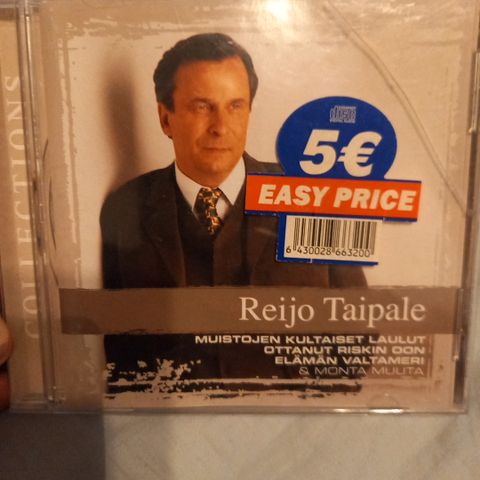 COLLECTIONS
5€
EASY PRICE
6 430028 663200
Reijo Taipale
MUISTOJEN KULTAISET LAULUT
OTTANUT RISKIN OON
ELÄMÄN VALTAMERI
& MONTA MUUTA